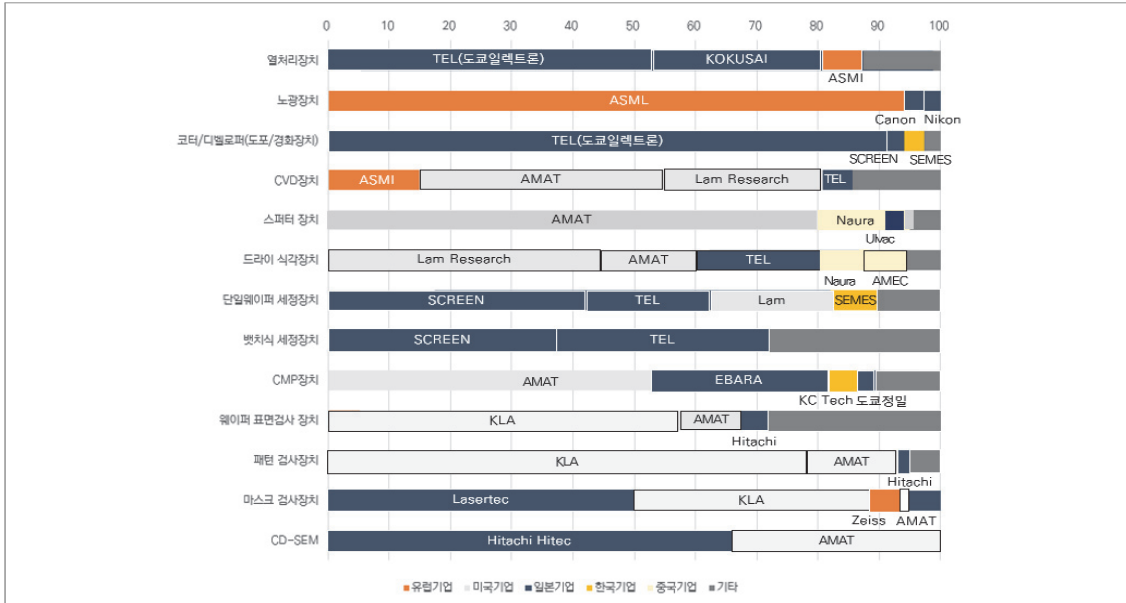 0 10 20 30 40 50 60 70 80 90 100
열처리장치 TEL(도쿄일렉트론) KOKUSAI
ASMI
노광장치 ASML
Canon Nikon
코터/디벨로퍼(도포/경화장치) TEL(도쿄일렉트론)
SCREEN SEMES
CVD장치 ASMI AMAT Lam Research TEL
스퍼터 장치 AMAT Naura
Ulvac
드라이 식각장치 Lam Research AMAT TEL
Naura AMEC
단일웨이퍼 세정장치 SCREEN TEL Lam SEMES
뱃치식 세정장치 SCREEN TEL
CMP장치 AMAT EBARA
KC Tech 도쿄정밀
웨이퍼 표면검사 장치 KLA AMAT
Hitachi
패턴 검사장치 KLA AMAT
Hitachi
마스크 검사장치 Lasertec KLA
Zeiss AMAT
CD-SEM Hitachi Hitec AMAT
유럽기업 미국기업 일본기업 한국기업 중국기업 기타